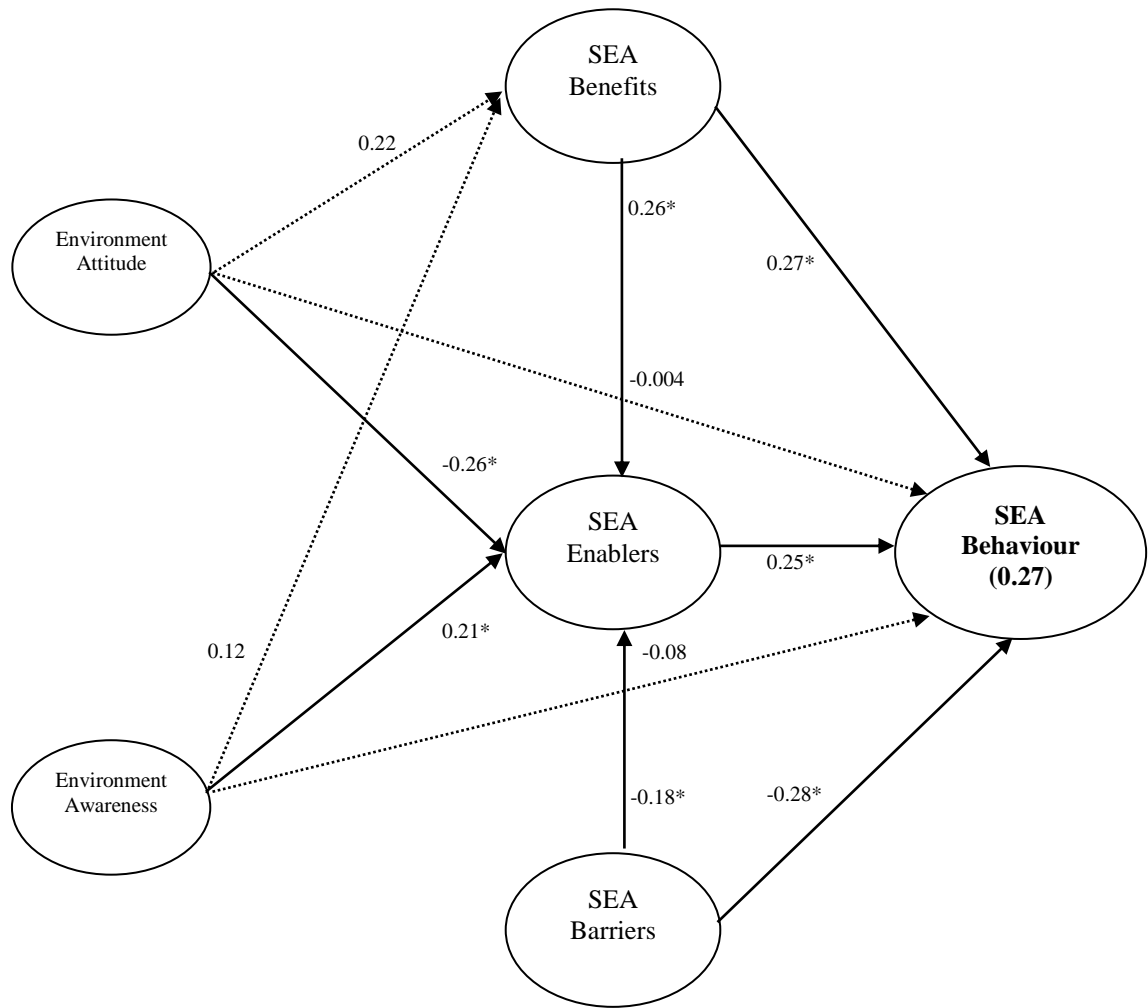 SEA
Benefits
0.22
0.26*
Environment
Attitude
0.27*
-0.004
-0.26*
SEA
Enablers
SEA
Behaviour
(0.27)
0.25*
0.21*
0.12
-0.08
Environment
Awareness
-0.18*
-0.28*
SEA
Barriers